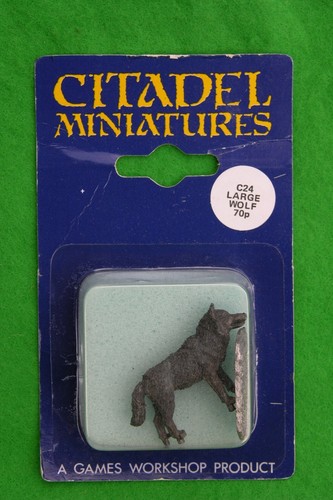 CITADEL
MINIATURES
C24
LARGE
WOLF
70p
A GAMES WORKSHOP PRODUCT